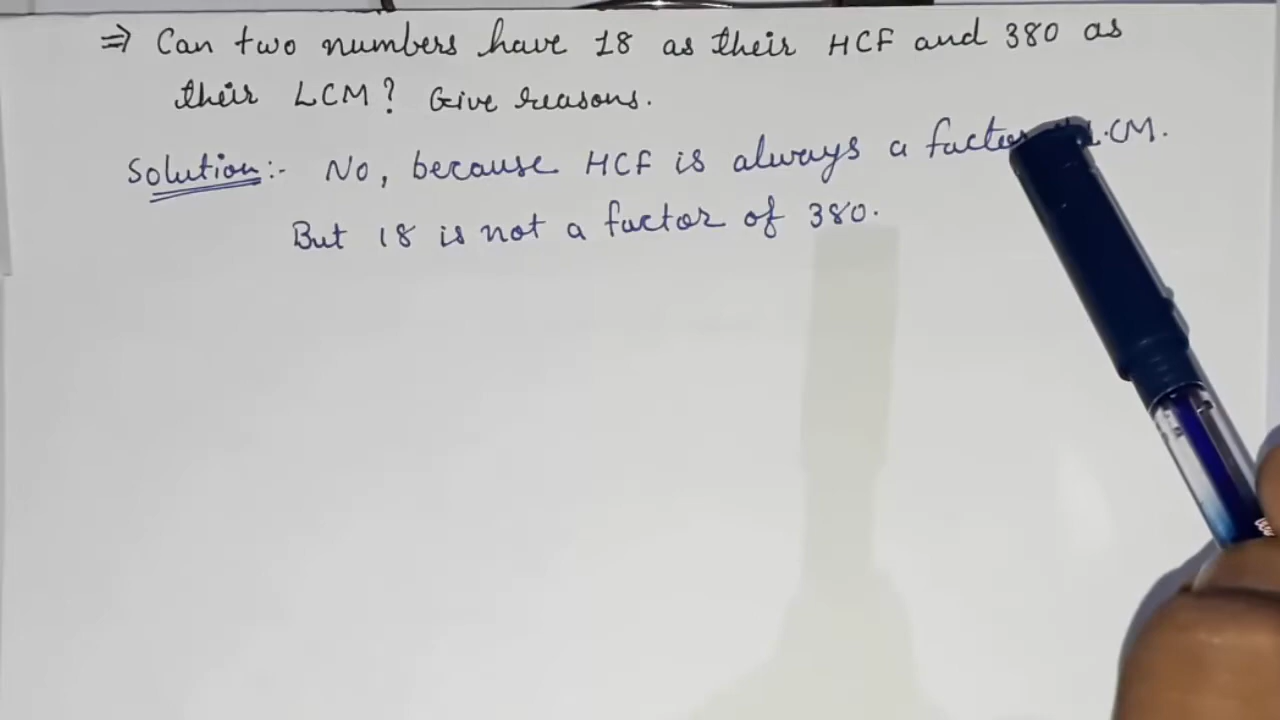 ⇒ Can two numbers have 18 as their HCF and 380 as
their LCM? Give reasons.
Solution:- No, because HCF is always a factor L.CM.
But 18 is not a factor of 380.